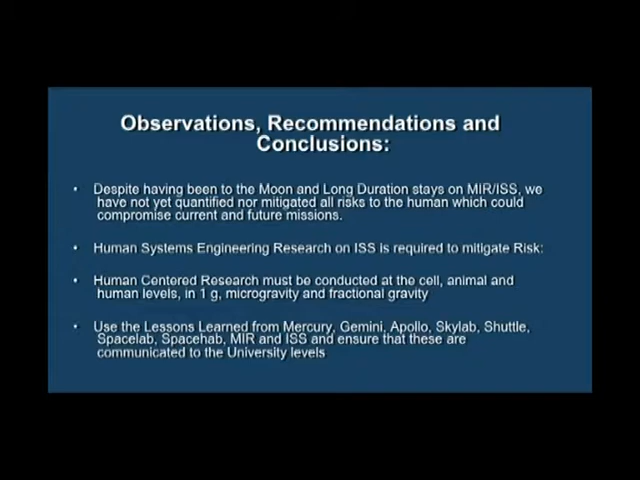 Observations, Recommendations and
Conclusions:
• Despite having been to the Moon and Long Duration stays on MIR/ISS, we
have not yet quantified nor mitigated all risks to the human which could
compromise current and future missions.
• Human Systems Engineering Research on ISS is required to mitigate Risk:
• Human Centered Research must be conducted at the cell, animal and
human levels, in 1 g, microgravity and fractional gravity
• Use the Lessons Learned from Mercury, Gemini, Apollo, Skylab, Shuttle,
Spacelab, Spacehab, MIR and ISS and ensure that these are
communicated to the University levels